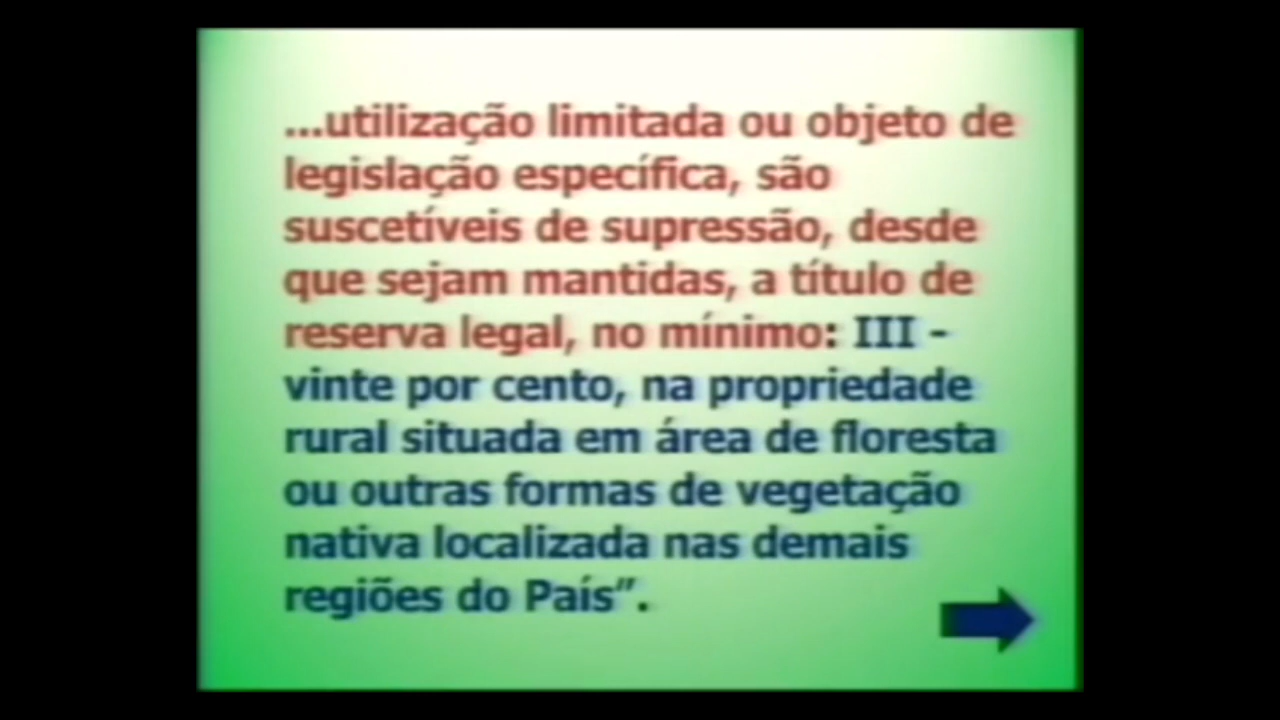 ...utilização limitada ou objeto de
legislação específica, são
suscetíveis de supressão, desde
que sejam mantidas, a título de
reserva legal, no mínimo: III -
vinte por cento, na propriedade
rural situada em área de floresta
ou outras formas de vegetação
nativa localizada nas demais
regiões do País”.